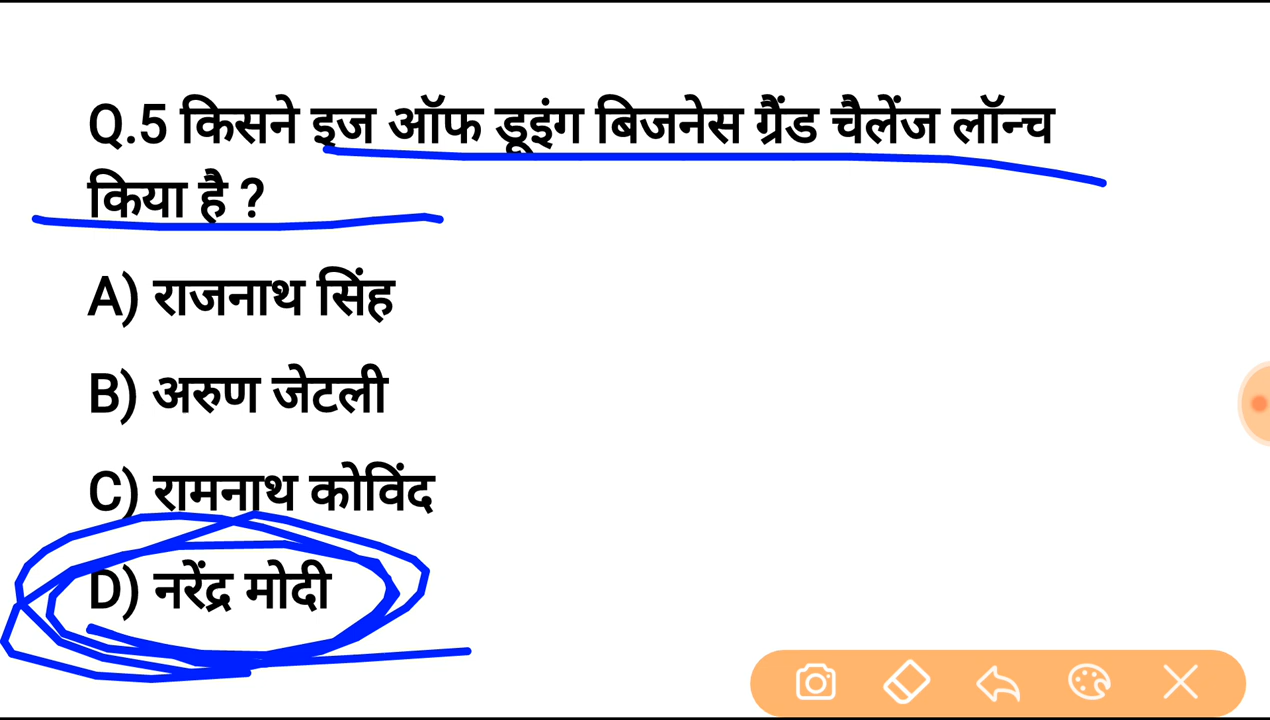 Q.5 किसने इज ऑफ डूइंग बिजनेस ग्रैंड चैलेंज लॉन्च
किया है ?
A) राजनाथ सिंह
B) अरुण जेटली
C) रामनाथ कोविंद
D) नरेंद्र मोदी